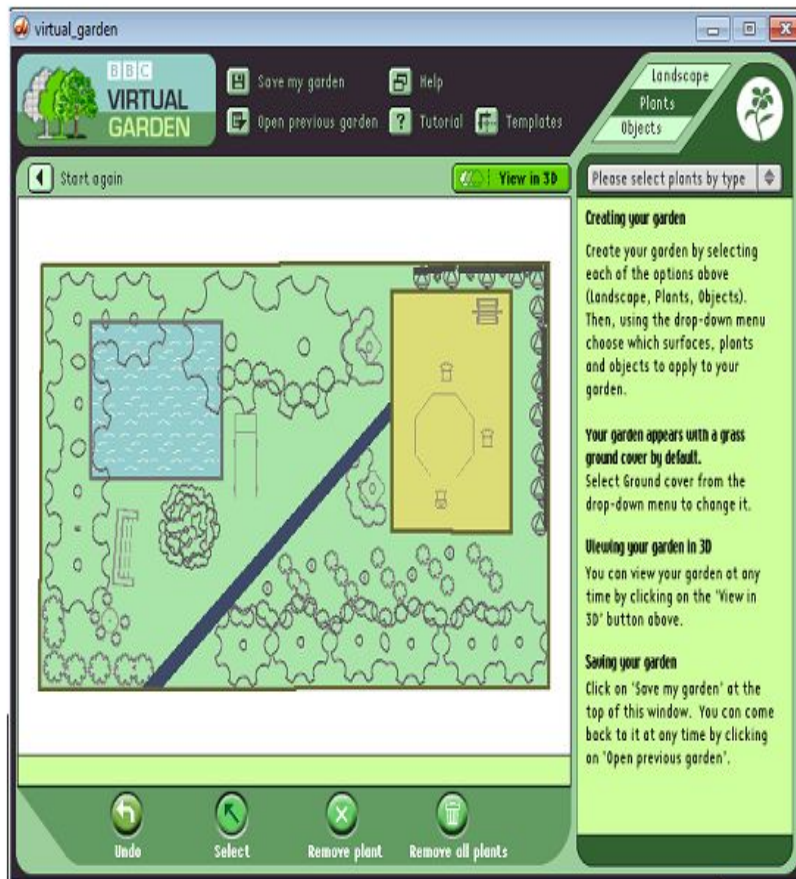 virtual_garden
BBC
VIRTUAL
GARDEN
Save my garden
Help
Open previous garden
? Tutorial
Templates
Landscape
Plants
Objects
Start again
View in 3D
Please select plants by type
Creating your garden
Create your garden by selecting
each of the options above
(Landscape, Plants, Objects).
Then, using the drop-down menu
choose which surfaces, plants
and objects to apply to your
garden.
Your garden appears with a grass
ground cover by default.
Select Ground cover from the
drop-down menu to change it.
Viewing your garden in 3D
You can view your garden at any
time by clicking on the 'View in
3D' button above.
Saving your garden
Click on 'Save my garden' at the
top of this window. You can come
back to it at any time by clicking
on 'Open previous garden'.
Undo
Select
Remove plant
Remove all plants